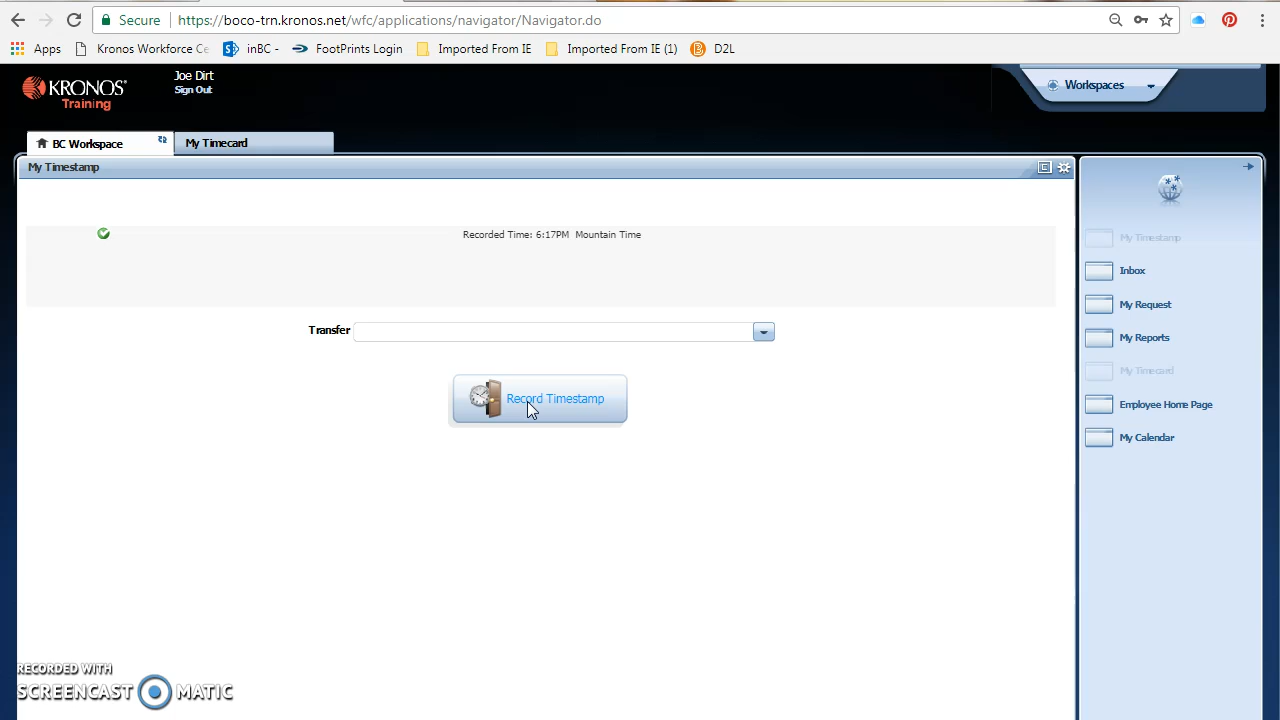 Secure https://boco-trn.kronos.net/wfc/applications/navigator/Navigator.do
Apps Kronos Workforce Ce inBC - FootPrints Login Imported From IE Imported From IE (1) D2L
KRONOS
Training
Joe Dirt
Sign Out
Workspaces
BC Workspace
My Timecard
My Timestamp
Recorded Time: 6:17PM Mountain Time
Transfer
Record Timestamp
My Timestamp
Inbox
My Request
My Reports
My Timecard
Employee Home Page
My Calendar
RECORDED WITH
SCREENCAST MATIC